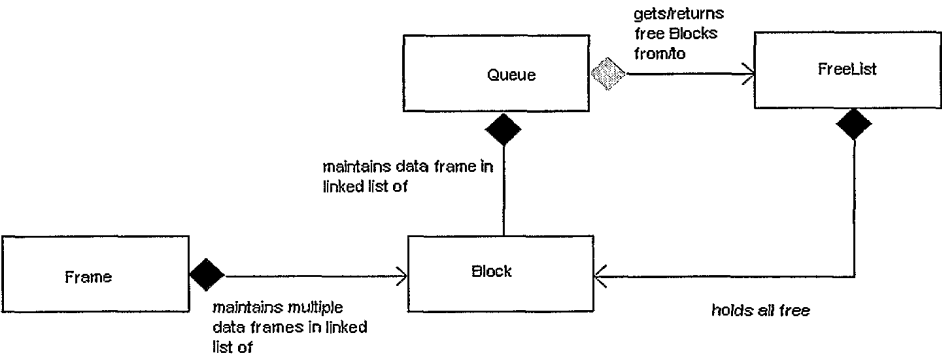 gets/returns
free Blocks
from/to
Queue
FreeList
maintains data frame in
linked list of
Frame
Block
maintains multiple
data frames in linked
list of
holds all free